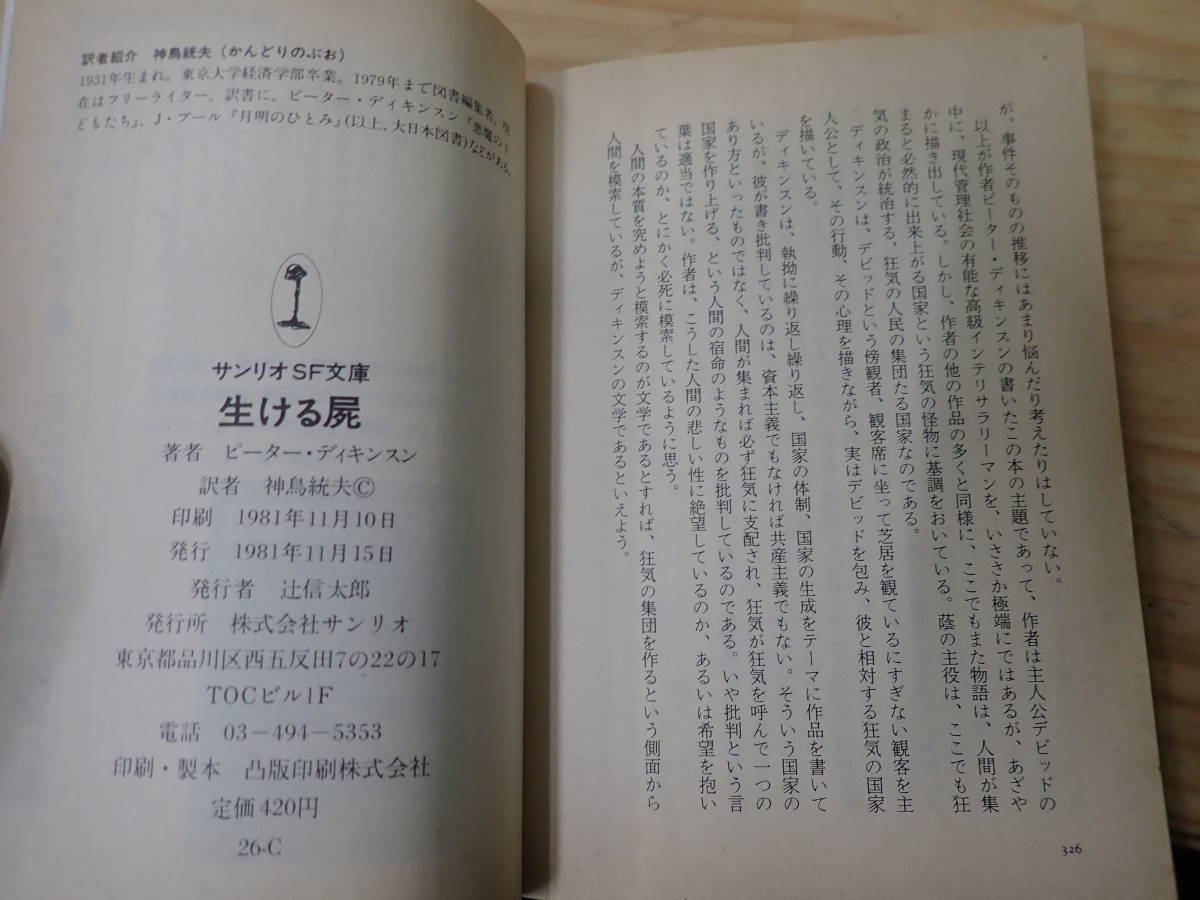 が、事件そのものの推移にはあまり悩んだり考えたりはしていない。
以上が作者ピーター・ディキンスンの書いたこの本の主題であって、作者は主人公デビッドの
中に、現代管理社会の有能な高級インテリサラリーマンを、いささか極端にではあるが、あざや
かに描き出している。しかし、作者の他の作品の多くと同様に、ここでもまた物語は、人間が集
まると必然的に出来上がる国家という狂気の怪物に基調をおいている。蔭の主役は、ここでも狂
気の政治が統治する、狂気の人民の集団たる国家なのである。
ディキンスンは、デビッドという傍観者、観客席に坐って芝居を観ているにすぎない観客を主
人公として、その行動、その心理を描きながら、実はデビッドを包み、彼と相対する狂気の国家
を描いている。
ディキンスンは、執拗に繰り返し繰り返し、国家の体制、国家の生成をテーマに作品を書いて
いるが、彼が書き批判しているのは、資本主義でもなければ共産主義でもない。そういう国家の
あり方といったものではなく、人間が集まれば必ず狂気に支配され、狂気が狂気を呼んで一つの
国家を作り上げる、という人間の宿命のようなものを批判しているのである。いや批判という言
葉は適当ではない。作者は、こうした人間の悲しい性に絶望しているのか、あるいは希望を抱い
ているのか、とにかく必死に模索しているように思う。
人間の本質を究めようと模索するのが文学であるとすれば、狂気の集団を作るという側面から
人間を模索しているが、ディキンスンの文学であるといえよう。
326
訳者紹介 神鳥統夫(かんどりのぶお)
1931年生まれ。東京大学経済学部卒業。1979年まで図書編集者、現
在はフリーライター。訳書に、ピーター・ディキンスン『悪魔の子
どもたち』、J・プール『月明のひとみ』(以上、大日本図書)などがある。
サンリオSF文庫
生ける屍
著者 ピーター・ディキンスン
訳者 神鳥統夫©
印刷 1981年11月10日
発行 1981年11月15日
発行者 辻信太郎
発行所 株式会社サンリオ
東京都品川区西五反田7の22の17
TOCビル1F
電話 03-494-5353
印刷・製本 凸版印刷株式会社
定価420円
26-C